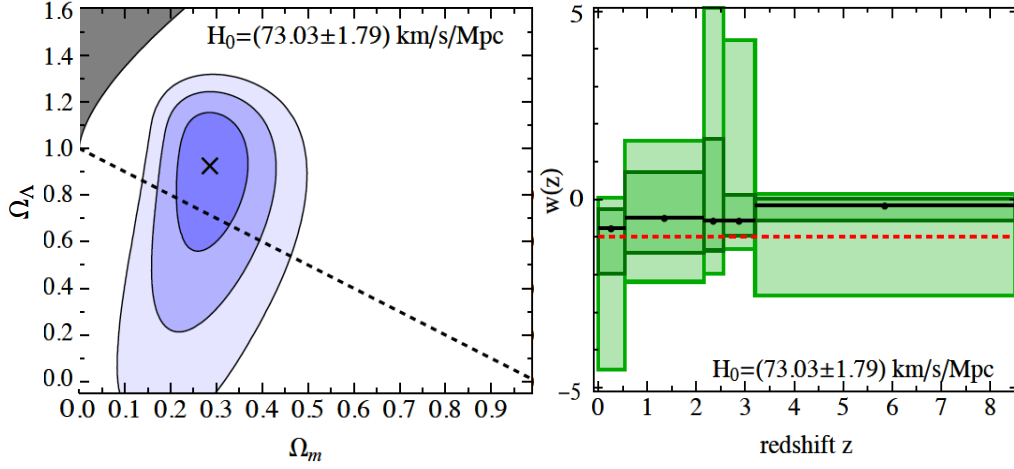 H₀=(73.03±1.79) km/s/Mpc
1.6
1.4
1.2
1.0
0.8
0.6
0.4
0.2
0.0
Ω_Λ
0.0 0.1 0.2 0.3 0.4 0.5 0.6 0.7 0.8 0.9
Ω_m
5
0
−5
w(z)
H₀=(73.03±1.79) km/s/Mpc
0 1 2 3 4 5 6 7 8
redshift z